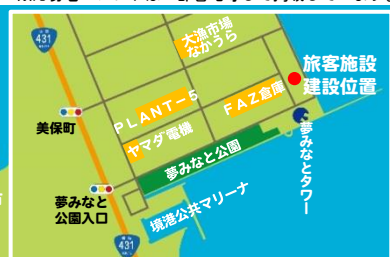 431
大漁市場
なかうら
旅客施設
建設位置
PLANT-5
FAZ倉庫
美保町
ヤマダ電機
夢みなと公園
夢みなとタワー
夢みなと
公園入口
境港公共マリーナ
431